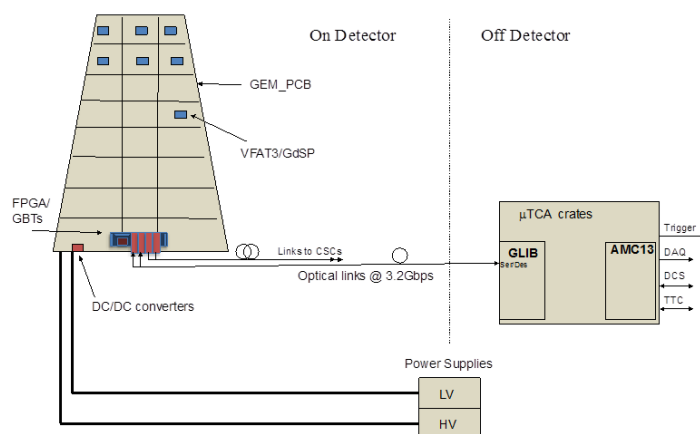 On Detector
Off Detector
GEM_PCB
VFAT3/GdSP
FPGA/
GBTs
μTCA crates
Trigger
GLIB
SerDes
AMC13
DAQ
Links to CSCs
Optical links @ 3.2Gbps
DCS
DC/DC converters
TTC
Power Supplies
LV
HV